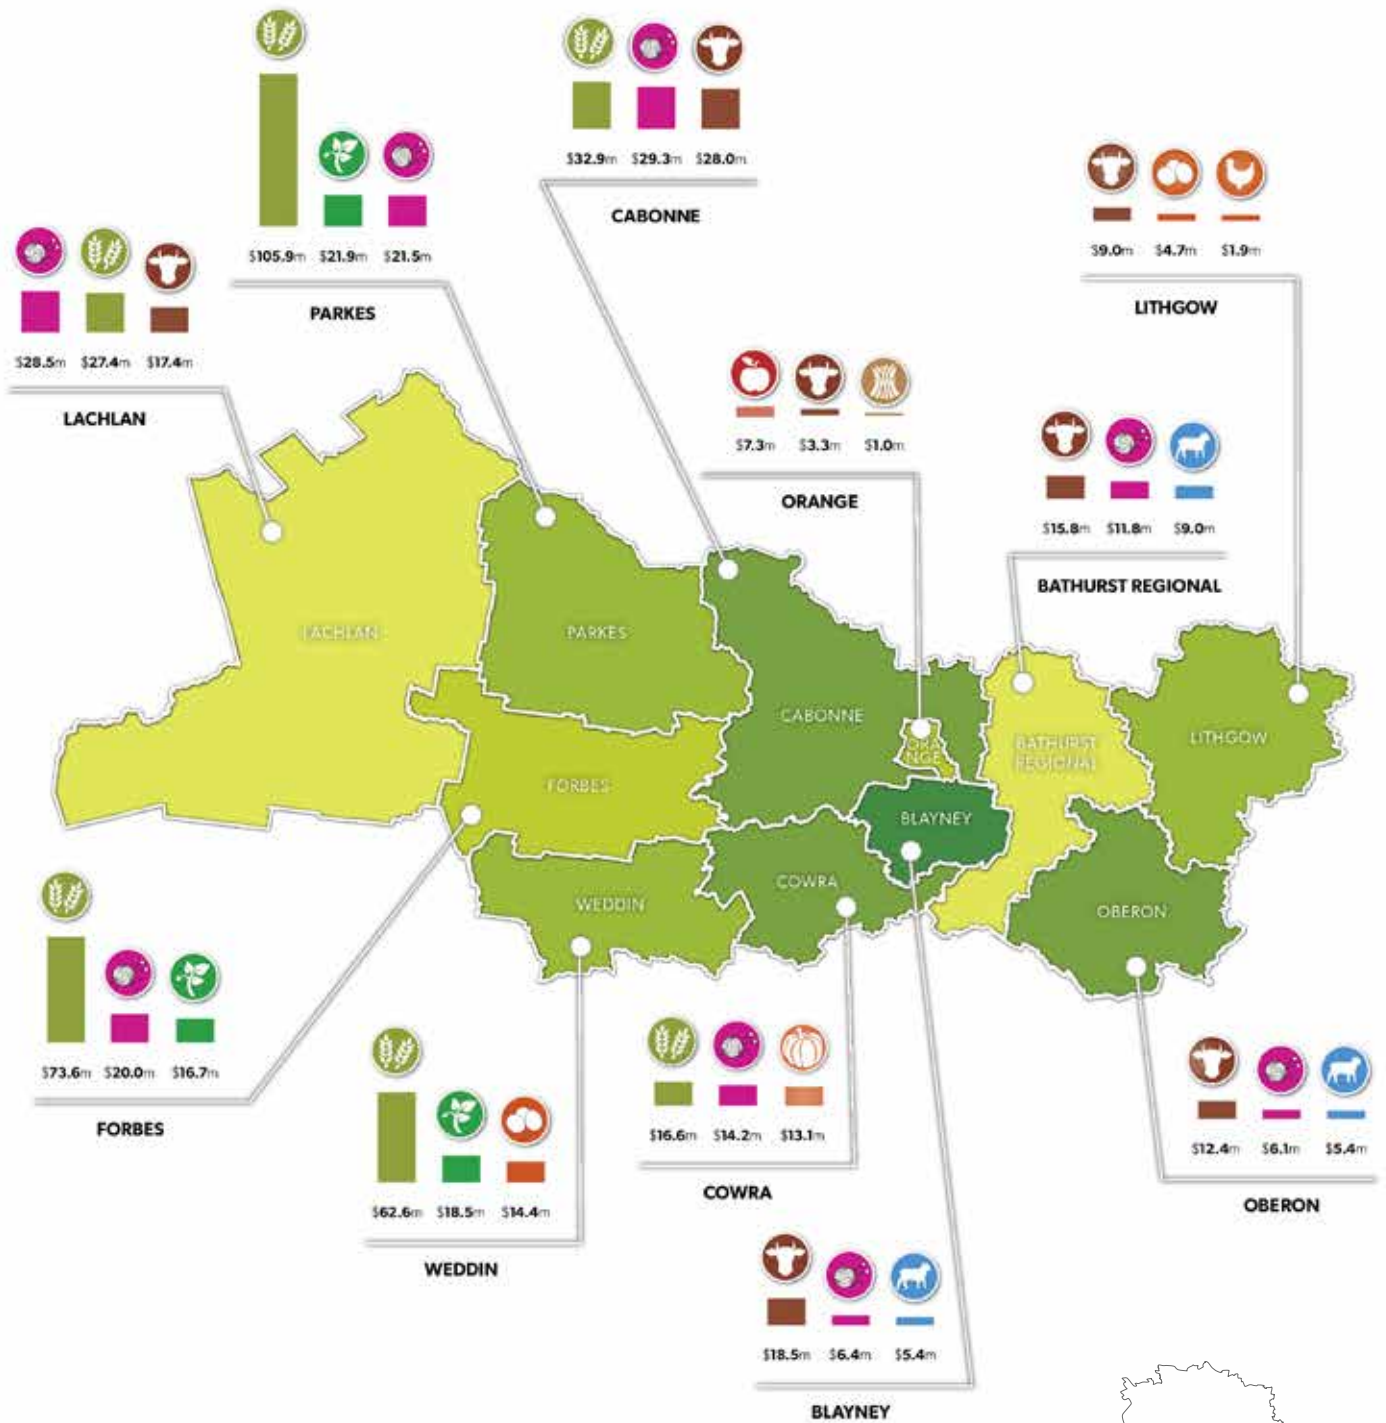 $32.9m $29.3m $28.0m
CABONNE
$105.9m $21.9m $21.5m
PARKES
$9.0m $4.7m $1.9m
LITHGOW
$28.5m $27.4m $17.4m
LACHLAN
$7.3m $3.3m $1.0m
ORANGE
$15.8m $11.8m $9.0m
BATHURST REGIONAL
LACHLAN
PARKES
CABONNE
ORA
NGE
BATHURST
REGIONAL
LITHGOW
FORBES
BLAYNEY
COWRA
WEDDIN
OBERON
$73.6m $20.0m $16.7m
FORBES
$62.6m $18.5m $14.4m
WEDDIN
$16.6m $14.2m $13.1m
COWRA
$12.4m $6.1m $5.4m
OBERON
$18.5m $6.4m $5.4m
BLAYNEY